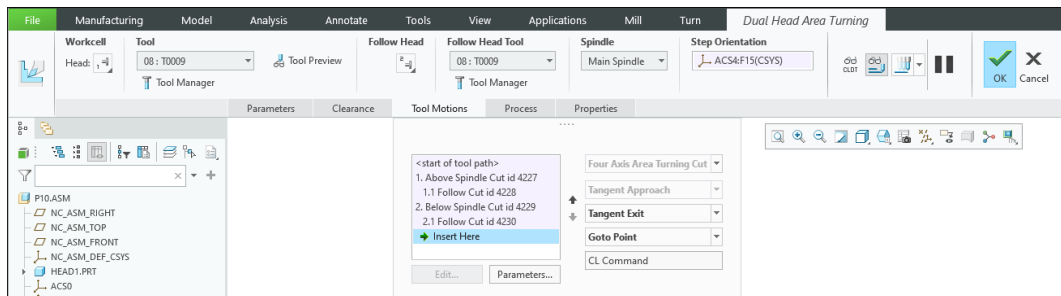 File Manufacturing Model Analysis Annotate Tools View Applications Mill Turn Dual Head Area Turning
Workcell Tool Follow Head Follow Head Tool Spindle Step Orientation
Head: 1 08 : T0009 Tool Preview 2 08 : T0009 Main Spindle ACS4:F15(CSYS) CLDT OK Cancel
Tool Manager Tool Manager
Parameters Clearance Tool Motions Process Properties
<start of tool path>
1. Above Spindle Cut id 4227
1.1 Follow Cut id 4228
2. Below Spindle Cut id 4229
2.1 Follow Cut id 4230
Insert Here
Edit... Parameters...
Four Axis Area Turning Cut
Tangent Approach
Tangent Exit
Goto Point
CL Command
P10.ASM
NC_ASM_RIGHT
NC_ASM_TOP
NC_ASM_FRONT
NC_ASM_DEF_CSYS
HEAD1.PRT
ACS0